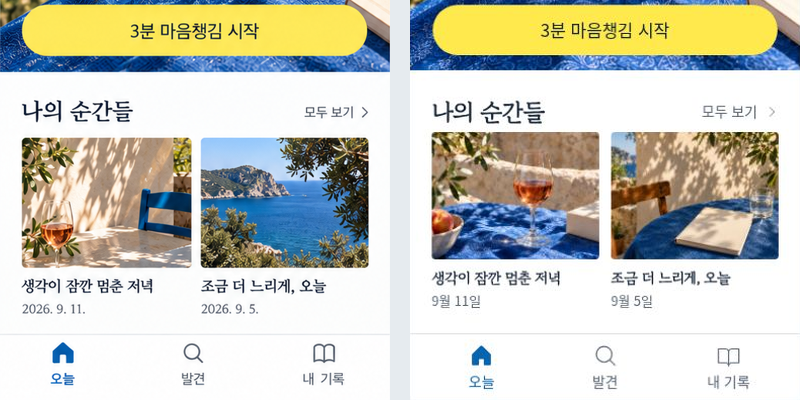 3분 마음챙김 시작
나의 순간들
모두 보기
생각이 잠깐 멈춘 저녁
조금 더 느리게, 오늘
2026. 9. 11.
2026. 9. 5.
오늘
발견
내 기록
3분 마음챙김 시작
나의 순간들
모두 보기
생각이 잠깐 멈춘 저녁
조금 더 느리게, 오늘
9월 11일
9월 5일
오늘
발견
내 기록